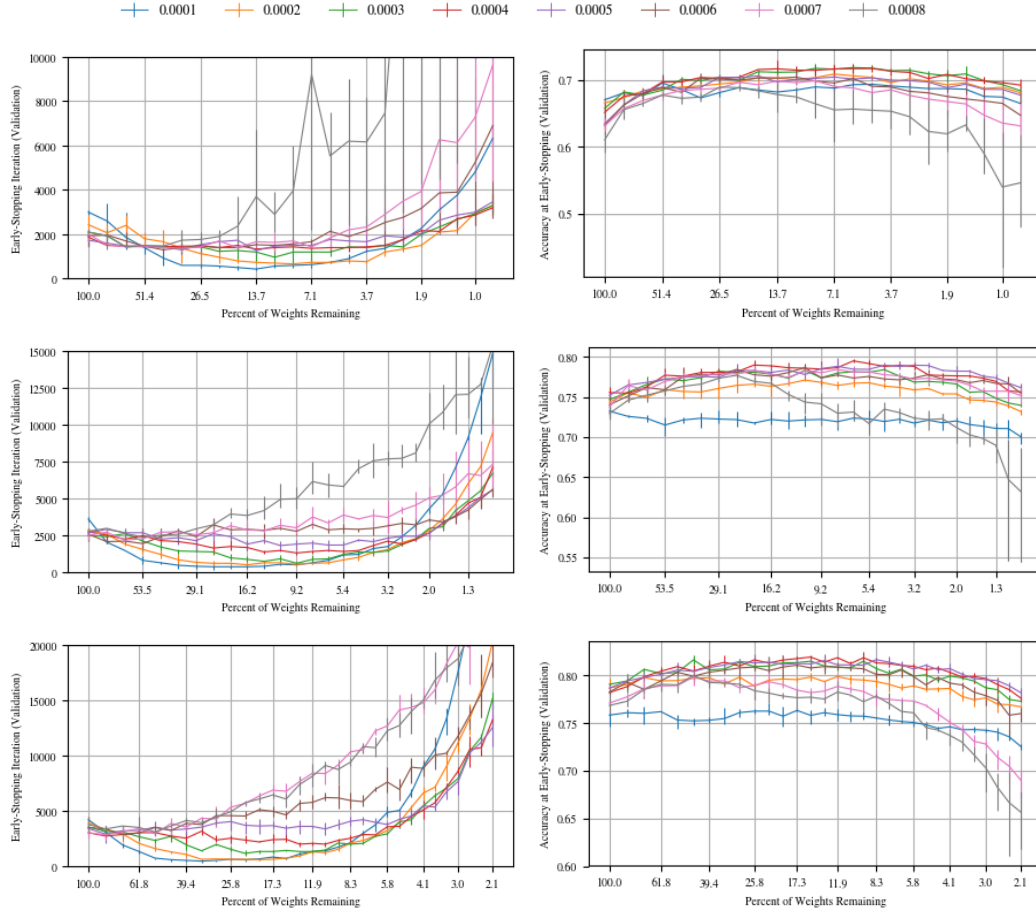 0.0001 0.0002 0.0003 0.0004 0.0005 0.0006 0.0007 0.0008
Early-Stopping Iteration (Validation)
10000
8000
6000
4000
2000
0
100.0 51.4 26.5 13.7 7.1 3.7 1.9 1.0
Percent of Weights Remaining
Accuracy at Early-Stopping (Validation)
0.7
0.6
0.5
100.0 51.4 26.5 13.7 7.1 3.7 1.9 1.0
Percent of Weights Remaining
Early-Stopping Iteration (Validation)
15000
12500
10000
7500
5000
2500
0
100.0 53.5 29.1 16.2 9.2 5.4 3.2 2.0 1.3
Percent of Weights Remaining
Accuracy at Early-Stopping (Validation)
0.80
0.75
0.70
0.65
0.60
0.55
100.0 53.5 29.1 16.2 9.2 5.4 3.2 2.0 1.3
Percent of Weights Remaining
Early-Stopping Iteration (Validation)
20000
15000
10000
5000
0
100.0 61.8 39.4 25.8 17.3 11.9 8.3 5.8 4.1 3.0 2.1
Percent of Weights Remaining
Accuracy at Early-Stopping (Validation)
0.80
0.75
0.70
0.65
0.60
100.0 61.8 39.4 25.8 17.3 11.9 8.3 5.8 4.1 3.0 2.1
Percent of Weights Remaining